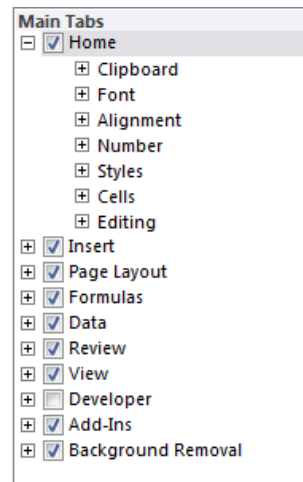 Main Tabs
Home
Clipboard
Font
Alignment
Number
Styles
Cells
Editing
Insert
Page Layout
Formulas
Data
Review
View
Developer
Add-Ins
Background Removal